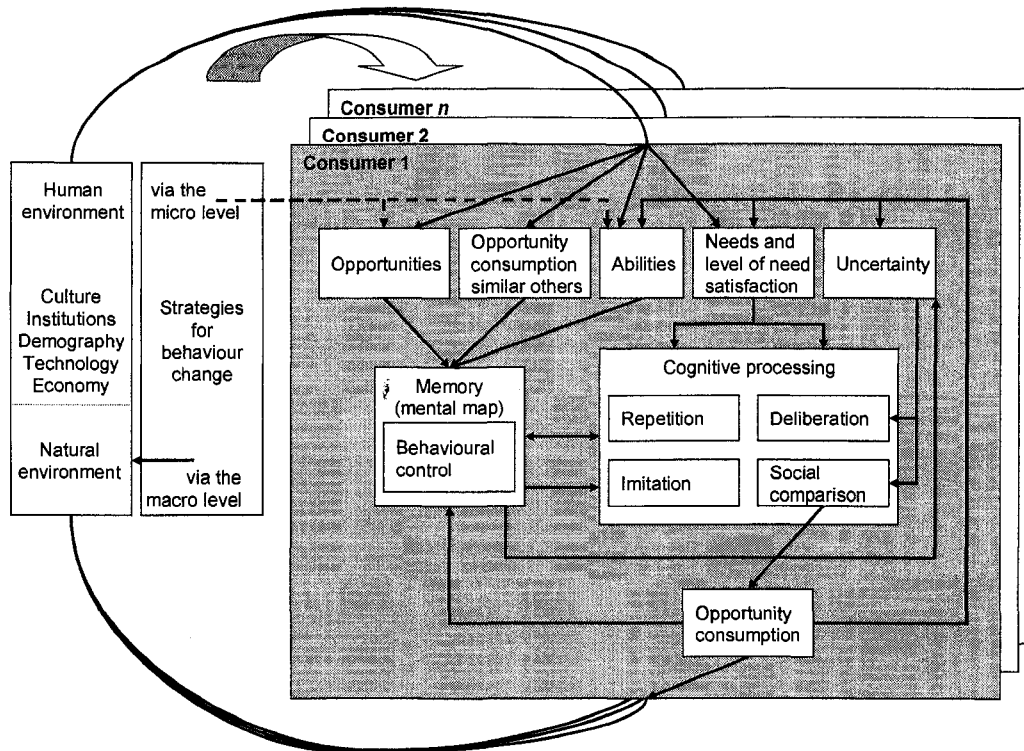 Consumer n
Consumer 2
Consumer 1
Human
environment
Culture
Institutions
Demography
Technology
Economy
Natural
environment
via the
micro level
Strategies
for
behaviour
change
via the
macro level
Opportunities
Opportunity
consumption
similar others
Abilities
Needs and
level of need
satisfaction
Uncertainty
Memory
(mental map)
Behavioural
control
Cognitive processing
Repetition
Deliberation
Imitation
Social
comparison
Opportunity
consumption